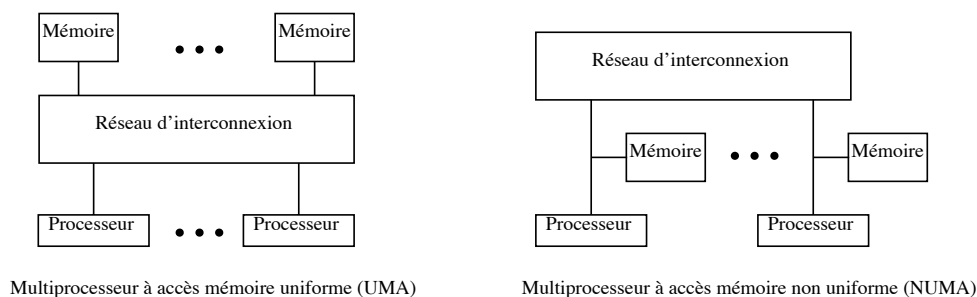 Mémoire
Mémoire
Réseau d'interconnexion
Processeur
Processeur
Multiprocesseur à accès mémoire uniforme (UMA)
Réseau d'interconnexion
Mémoire
Mémoire
Processeur
Processeur
Multiprocesseur à accès mémoire non uniforme (NUMA)